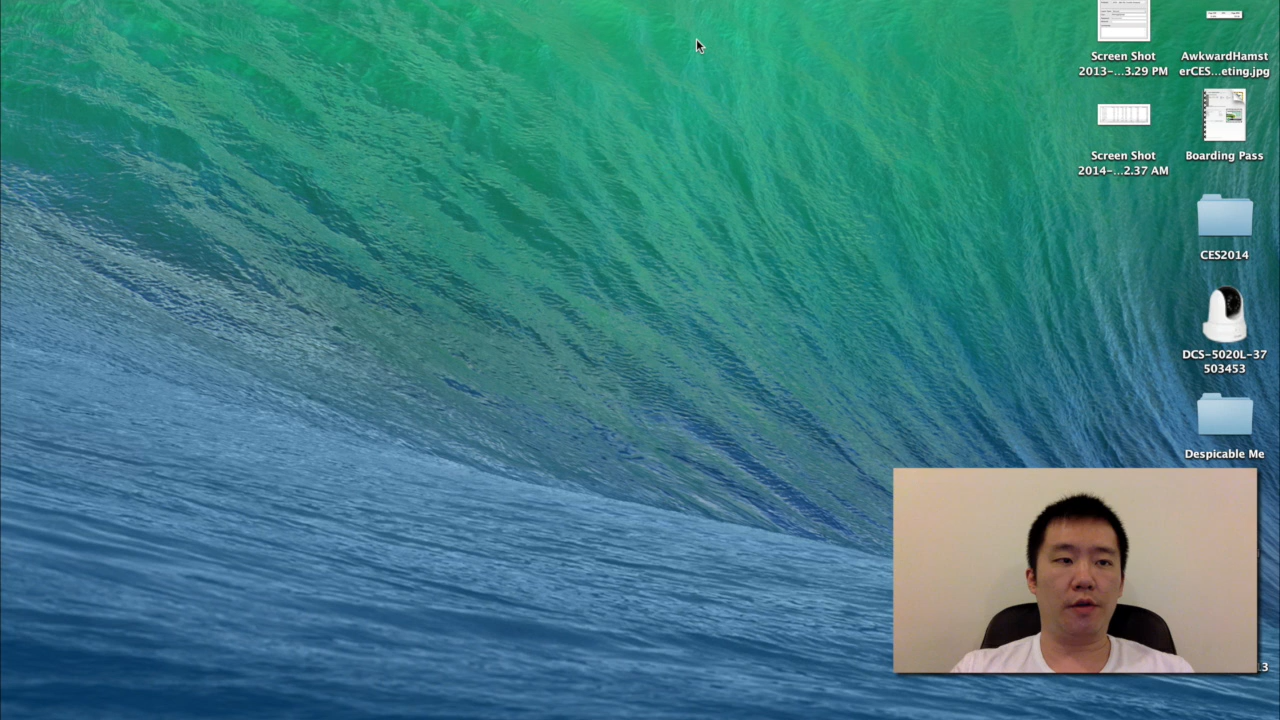 Screen Shot
2013-...3.29 PM
AwkwardHamst
erCES...eting.jpg
Screen Shot
2014-...2.37 AM
Boarding Pass
CES2014
DCS-5020L-37
503453
Despicable Me
3